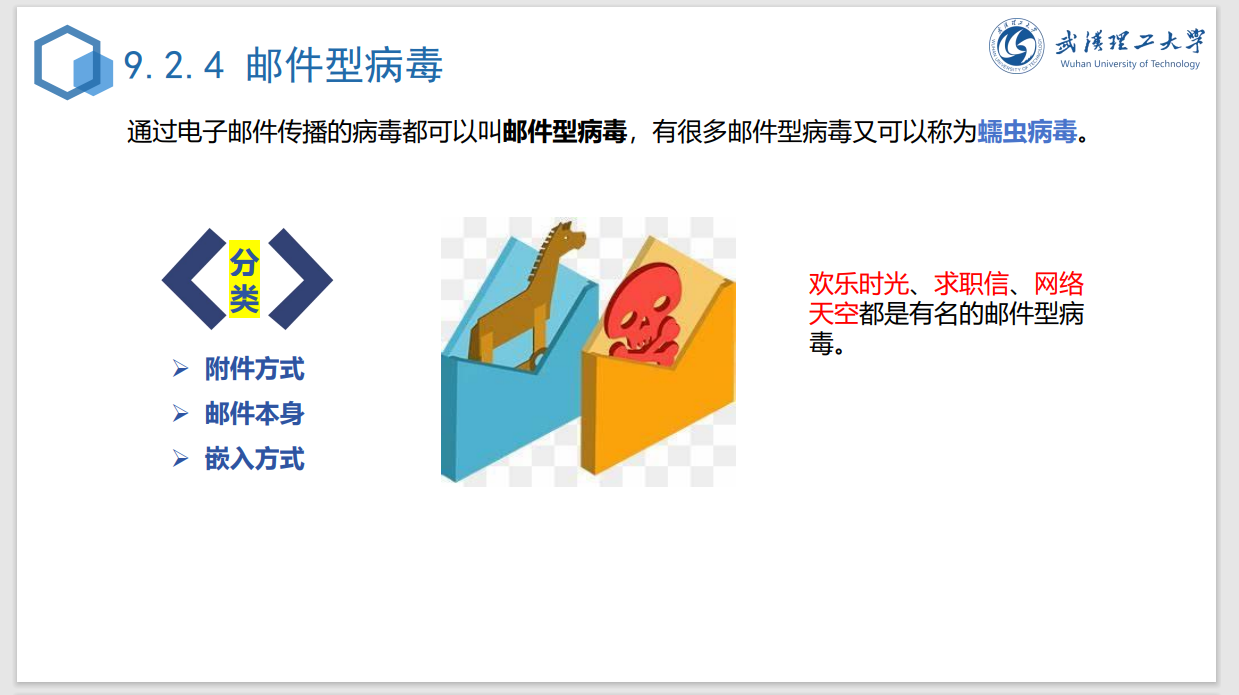 9.2.4 邮件型病毒
武汉理工大学
Wuhan University of Technology
通过电子邮件传播的病毒都可以叫邮件型病毒，有很多邮件型病毒又可以称为蠕虫病毒。
分
类
附件方式
邮件本身
嵌入方式
欢乐时光、求职信、网络
天空都是有名的邮件型病
毒。